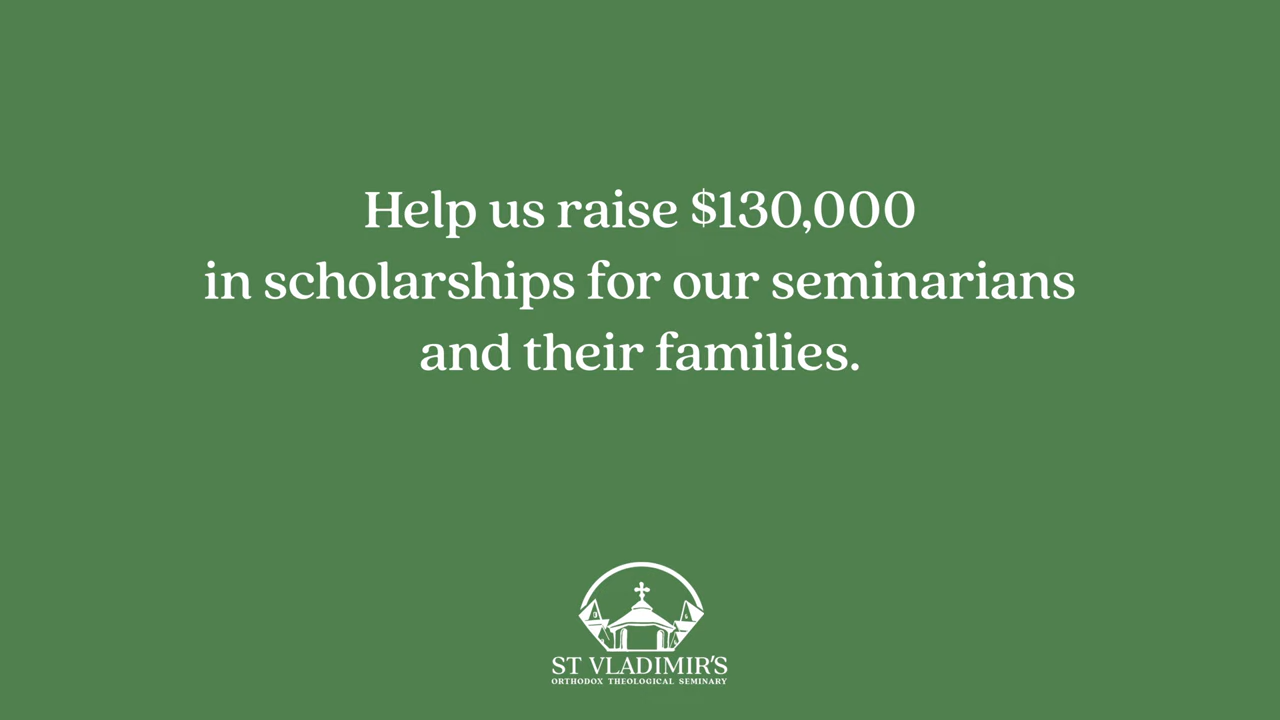 Help us raise $130,000
in scholarships for our seminarians
and their families.
ST VLADIMIR'S
ORTHODOX THEOLOGICAL SEMINARY